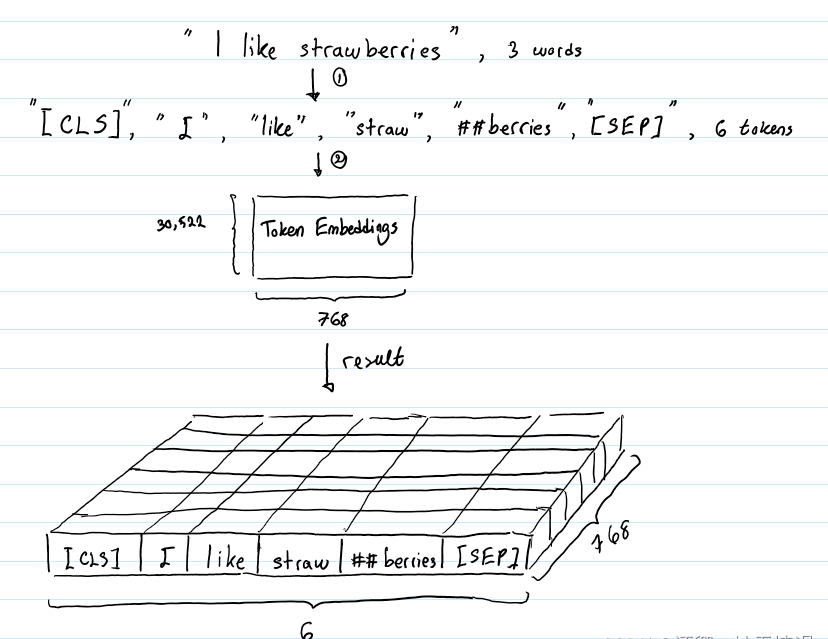 " I like strawberries" , 3 words
①
"[CLS]", "I", "like", "straw", "##berries", "[SEP]", 6 tokens
②
30,522
Token Embeddings
768
result
[CLS] I like straw ##berries [SEP]
768
6